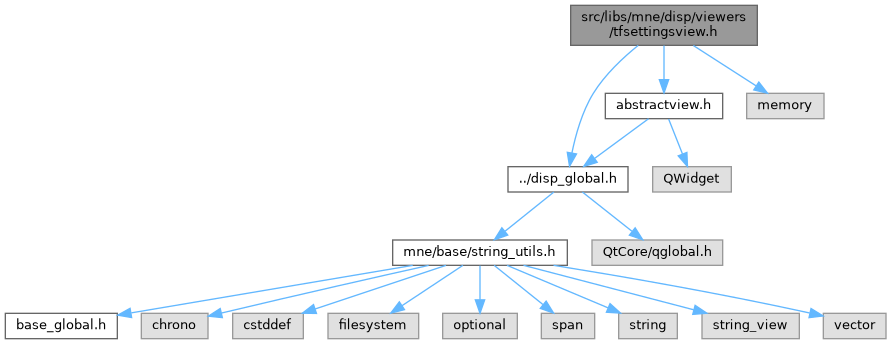 src/libs/mne/disp/viewers
/tfsettingsview.h
abstractview.h
memory
../disp_global.h
QWidget
mne/base/string_utils.h
QtCore/qglobal.h
base_global.h
chrono
cstddef
filesystem
optional
span
string
string_view
vector